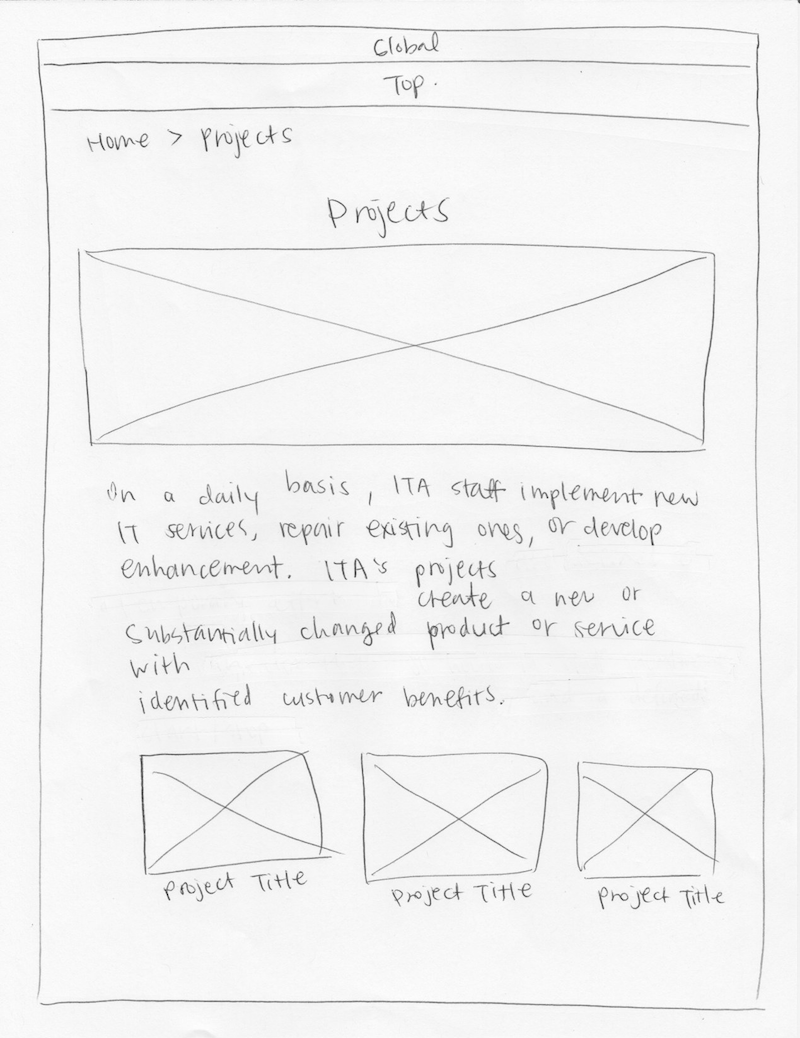 Global
Top.
Home > Projects
Projects
On a daily basis, ITA staff implement new
IT services, repair existing ones, or develop
enhancement. ITA's projects
create a new or
substantially changed product or service
with
identified customer benefits.
Project Title
Project Title
Project Title